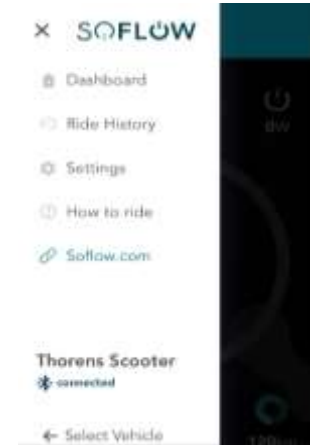 SOFLOW
Dashboard
Ride History
Settings
How to ride
Soflow.com
Thorens Scooter
connected
Select Vehicle